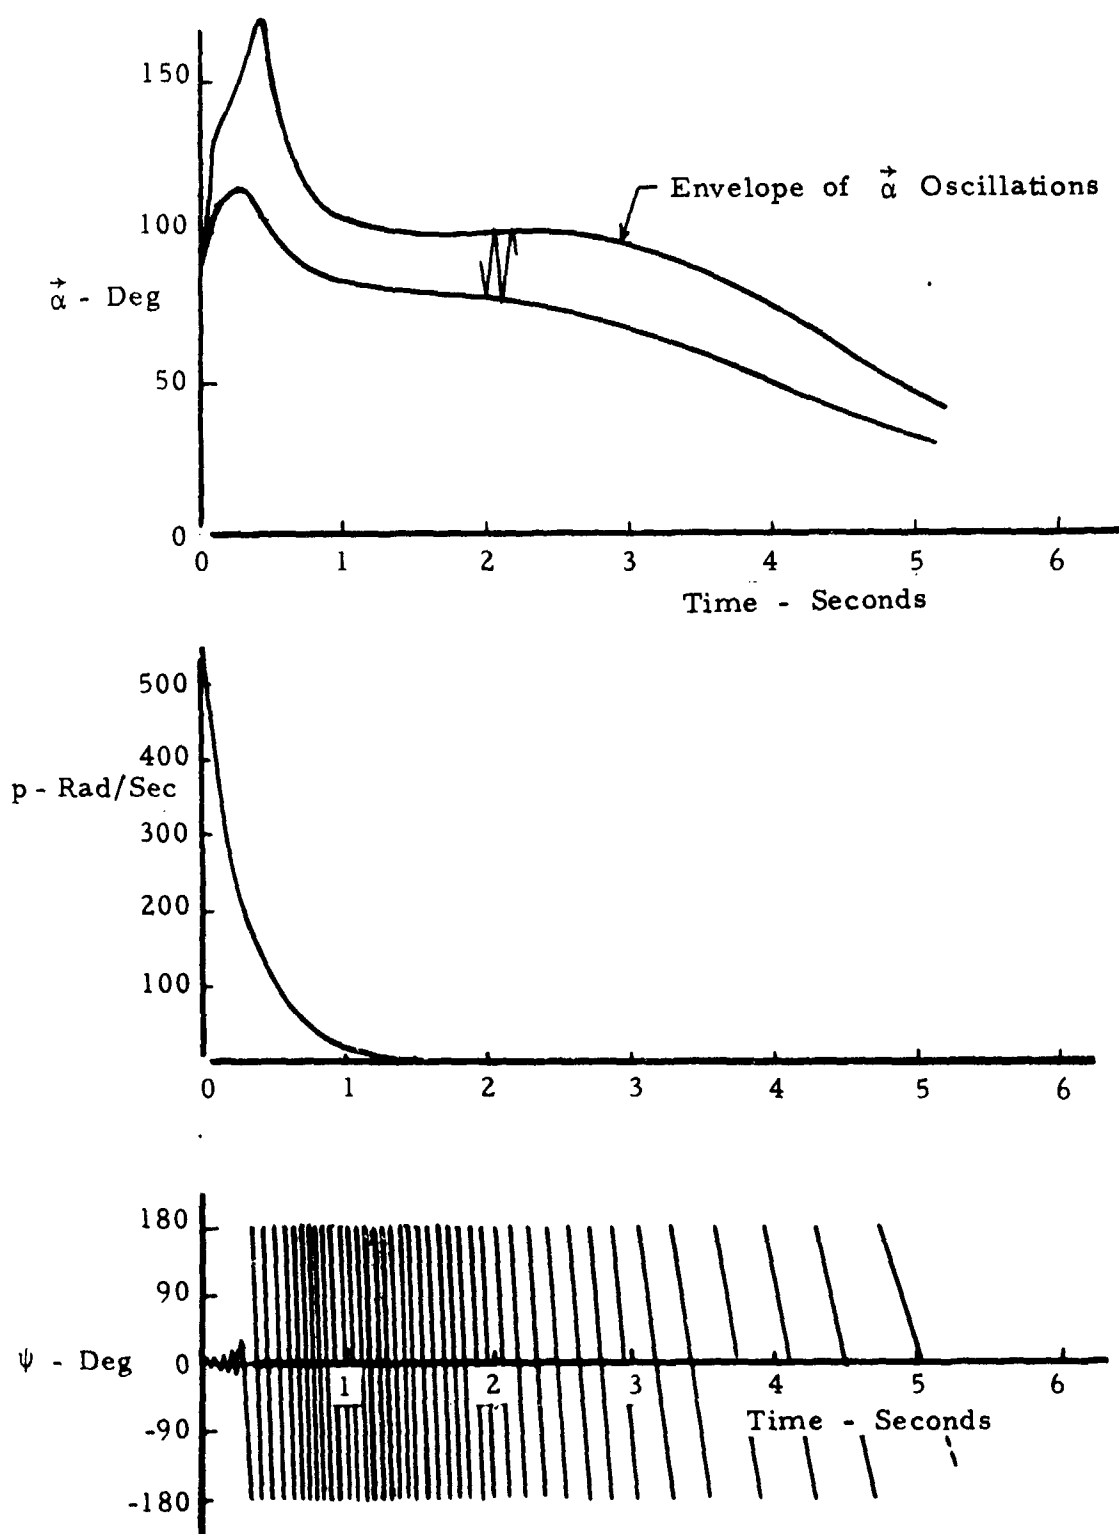 150
Envelope of α⃗ Oscillations
100
α⃗ - Deg
50
0
0 1 2 3 4 5 6
Time - Seconds
500
400
p - Rad/Sec
300
200
100
0 1 2 3 4 5 6
180
90
ψ - Deg 0
1 2 3 4 5 6
Time - Seconds
-90
-180